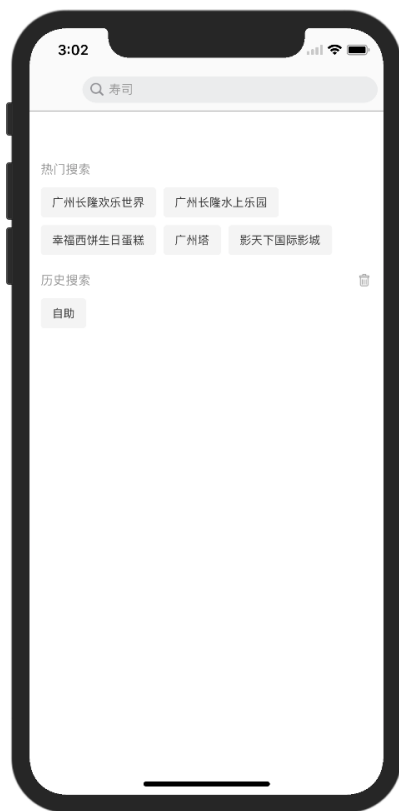 3:02
寿司
热门搜索
广州长隆欢乐世界 广州长隆水上乐园
幸福西饼生日蛋糕 广州塔 影天下国际影城
历史搜索
自助